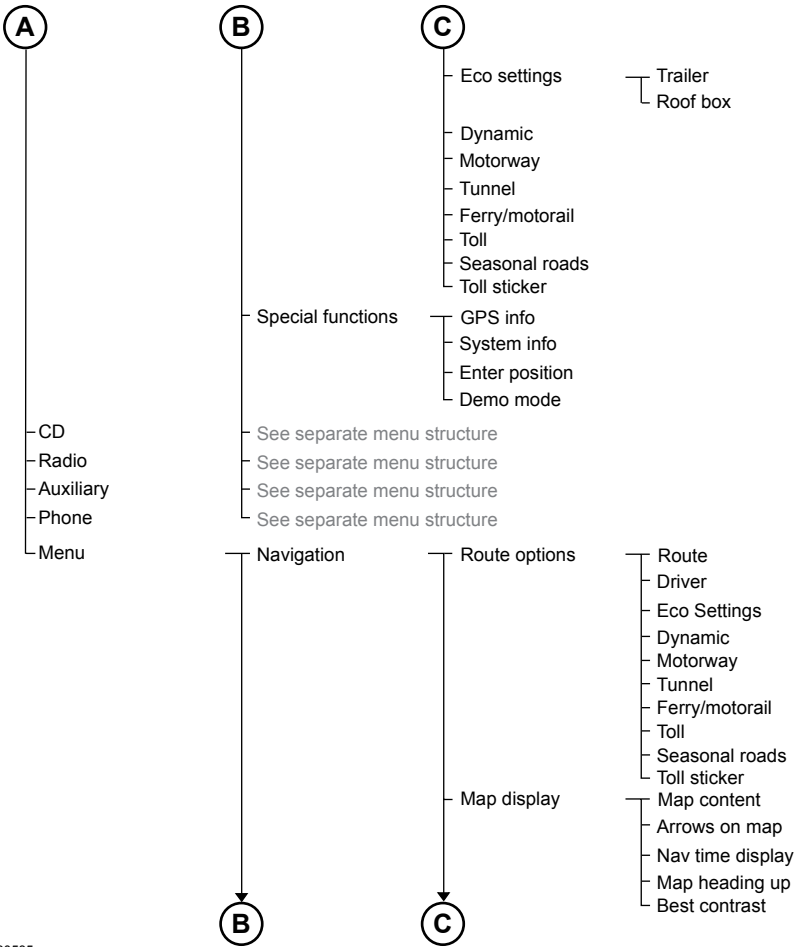 A
B
C
Eco settings
Trailer
Roof box
Dynamic
Motorway
Tunnel
Ferry/motorail
Toll
Seasonal roads
Toll sticker
Special functions
GPS info
System info
Enter position
Demo mode
CD
See separate menu structure
Radio
See separate menu structure
Auxiliary
See separate menu structure
Phone
See separate menu structure
Menu
Navigation
Route options
Route
Driver
Eco Settings
Dynamic
Motorway
Tunnel
Ferry/motorail
Toll
Seasonal roads
Toll sticker
Map display
Map content
Arrows on map
Nav time display
Map heading up
Best contrast
B
C